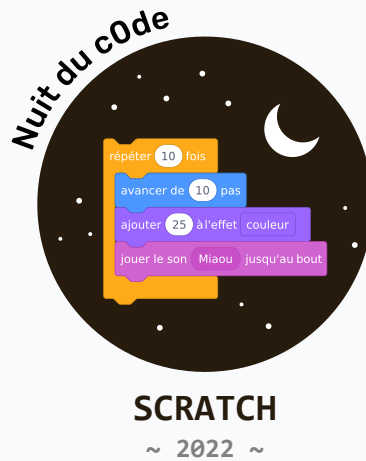 Nuit du c0de
répéter 10 fois
avancer de 10 pas
ajouter 25 à l'effet couleur
jouer le son Miaou jusqu'au bout
SCRATCH
~ 2022 ~